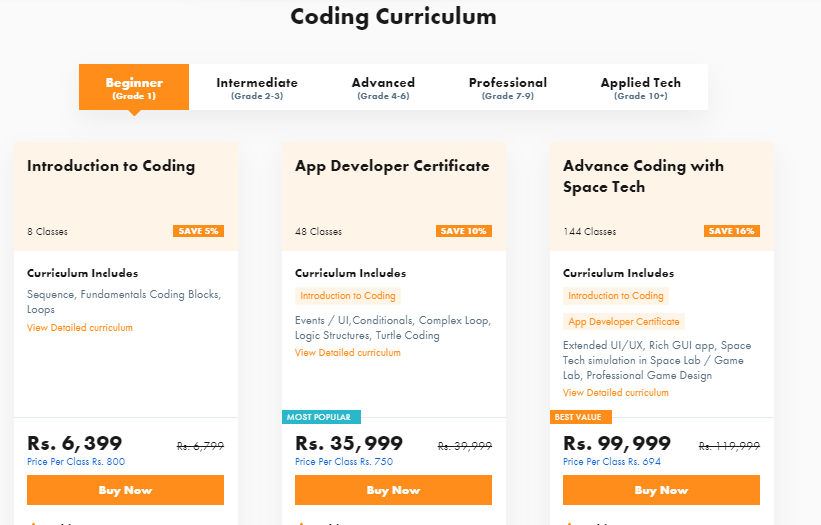 Coding Curriculum
Beginner
(Grade 1)
Intermediate
(Grade 2-3)
Advanced
(Grade 4-6)
Professional
(Grade 7-9)
Applied Tech
(Grade 10+)
Introduction to Coding
8 Classes
SAVE 5%
Curriculum Includes
Sequence, Fundamentals Coding Blocks,
Loops
View Detailed curriculum
Rs. 6,399
Rs. 6,799
Price Per Class Rs. 800
Buy Now
App Developer Certificate
48 Classes
SAVE 10%
Curriculum Includes
Introduction to Coding
Events / UI,Conditionals, Complex Loop,
Logic Structures, Turtle Coding
View Detailed curriculum
MOST POPULAR
Rs. 35,999
Rs. 39,999
Price Per Class Rs. 750
Buy Now
Advance Coding with
Space Tech
144 Classes
SAVE 16%
Curriculum Includes
Introduction to Coding
App Developer Certificate
Extended UI/UX, Rich GUI app, Space
Tech simulation in Space Lab / Game
Lab, Professional Game Design
View Detailed curriculum
BEST VALUE
Rs. 99,999
Rs. 119,999
Price Per Class Rs. 694
Buy Now